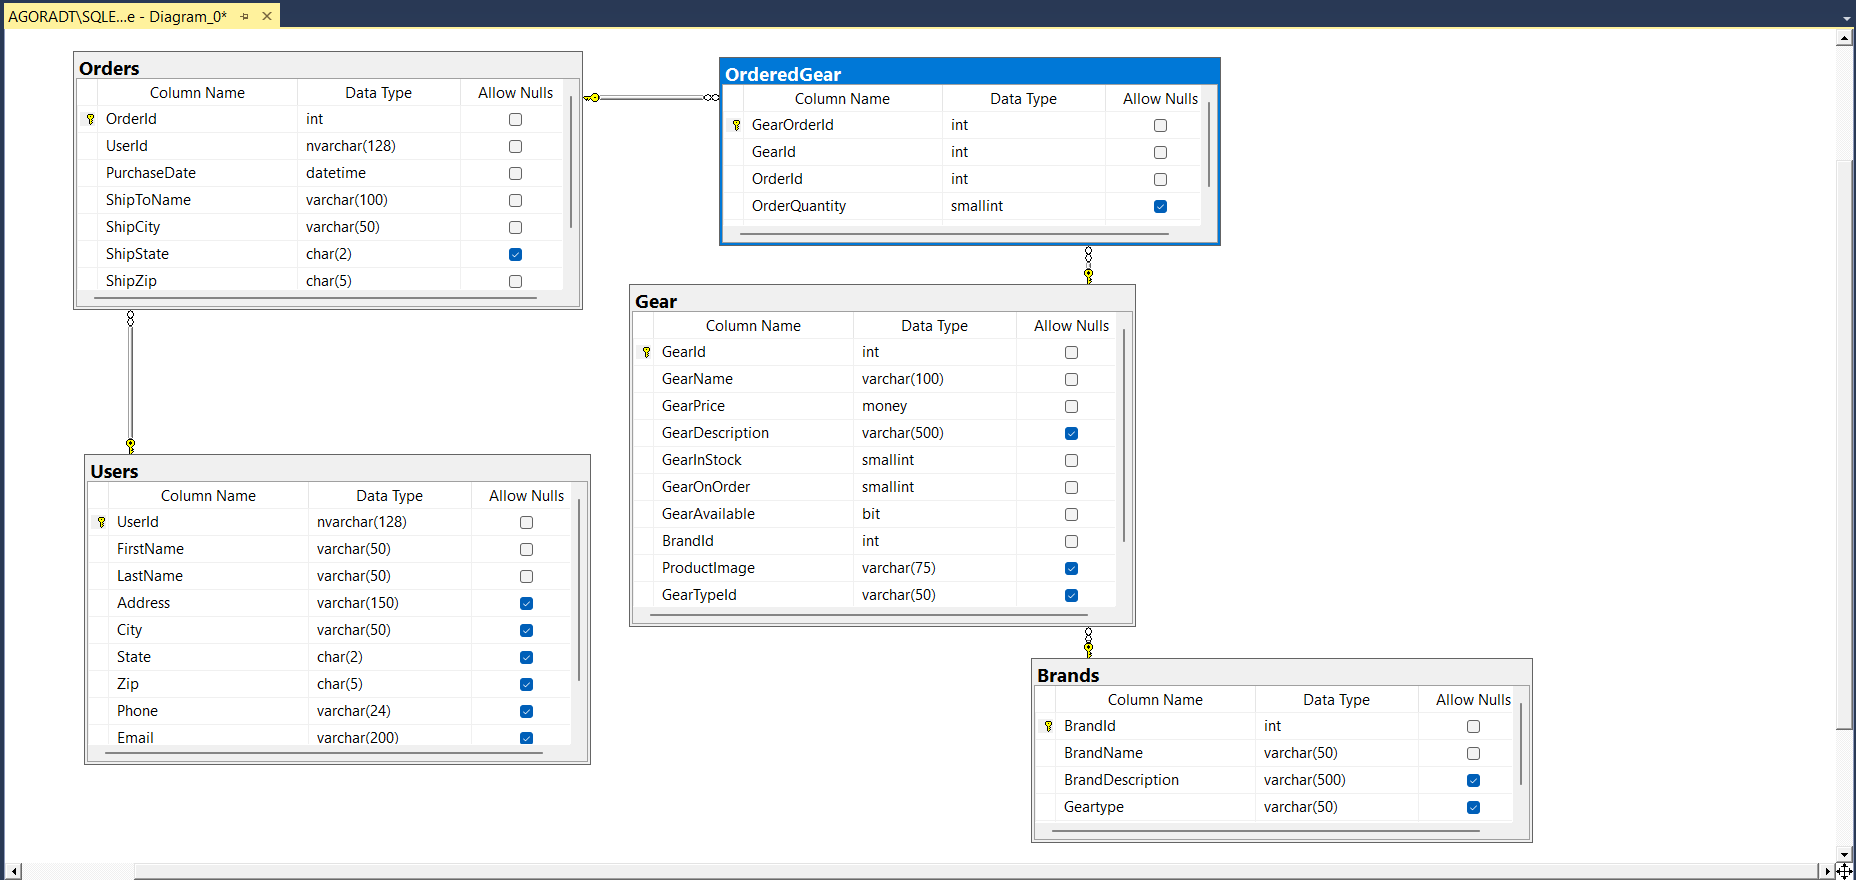 AGORADT\SQLE...e - Diagram_0*
Orders
Column Name Data Type Allow Nulls
OrderId int
UserId nvarchar(128)
PurchaseDate datetime
ShipToName varchar(100)
ShipCity varchar(50)
ShipState char(2)
ShipZip char(5)
OrderedGear
Column Name Data Type Allow Nulls
GearOrderId int
GearId int
OrderId int
OrderQuantity smallint
Gear
Column Name Data Type Allow Nulls
GearId int
GearName varchar(100)
GearPrice money
GearDescription varchar(500)
GearInStock smallint
GearOnOrder smallint
GearAvailable bit
BrandId int
ProductImage varchar(75)
GearTypeId varchar(50)
Users
Column Name Data Type Allow Nulls
UserId nvarchar(128)
FirstName varchar(50)
LastName varchar(50)
Address varchar(150)
City varchar(50)
State char(2)
Zip char(5)
Phone varchar(24)
Email varchar(200)
Brands
Column Name Data Type Allow Nulls
BrandId int
BrandName varchar(50)
BrandDescription varchar(500)
Geartype varchar(50)